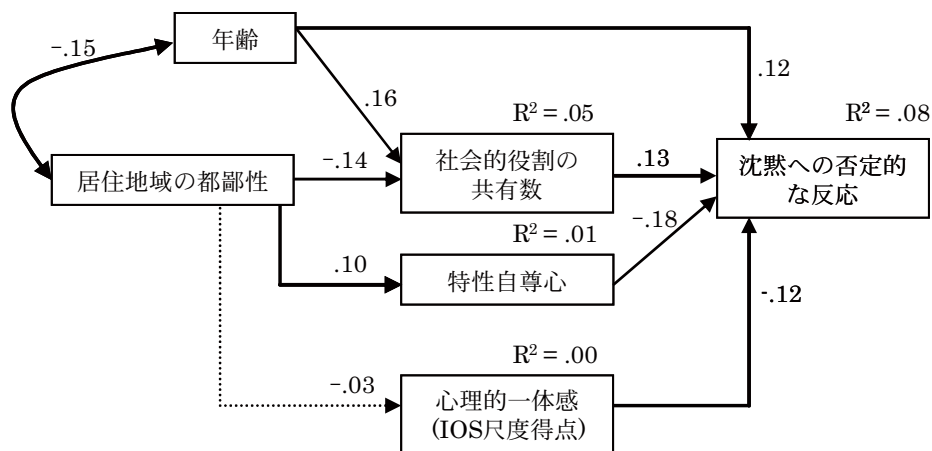 年齢
-.15
.12
.16
R² = .05
R² = .08
居住地域の都鄙性
-.14
社会的役割の
共有数
.13
沈黙への否定的
な反応
R² = .01
-.18
.10
特性自尊心
-.12
R² = .00
-.03
心理的一体感
(IOS尺度得点)